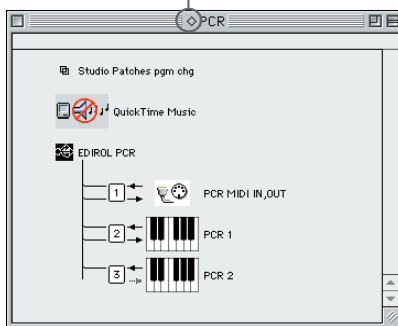 ◇PCR
Studio Patches pgm chg
QuickTime Music
EDIROL PCR
1 PCR MIDI IN,OUT
2 PCR 1
3 PCR 2